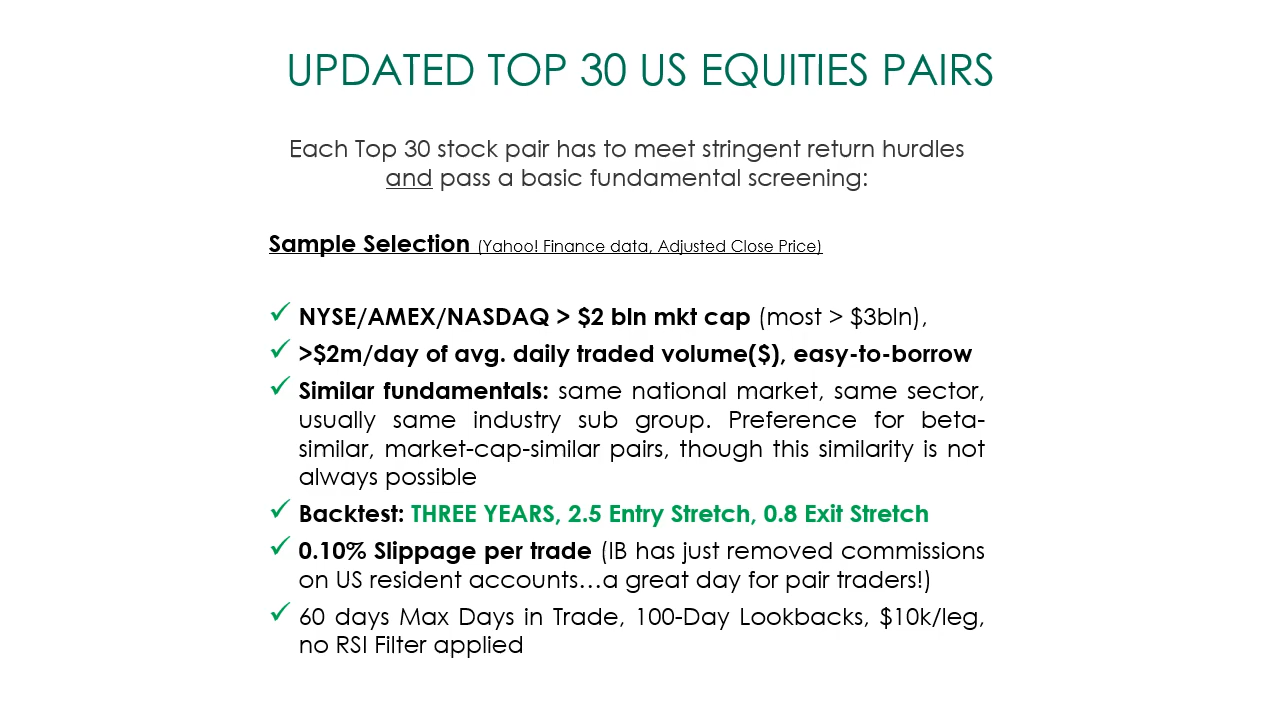 UPDATED TOP 30 US EQUITIES PAIRS
Each Top 30 stock pair has to meet stringent return hurdles
and pass a basic fundamental screening:
Sample Selection (Yahoo! Finance data, Adjusted Close Price)
✓ NYSE/AMEX/NASDAQ > $2 bln mkt cap (most > $3bln),
✓ >$2m/day of avg. daily traded volume($), easy-to-borrow
✓ Similar fundamentals: same national market, same sector,
usually same industry sub group. Preference for beta-
similar, market-cap-similar pairs, though this similarity is not
always possible
✓ Backtest: THREE YEARS, 2.5 Entry Stretch, 0.8 Exit Stretch
✓ 0.10% Slippage per trade (IB has just removed commissions
on US resident accounts…a great day for pair traders!)
✓ 60 days Max Days in Trade, 100-Day Lookbacks, $10k/leg,
no RSI Filter applied